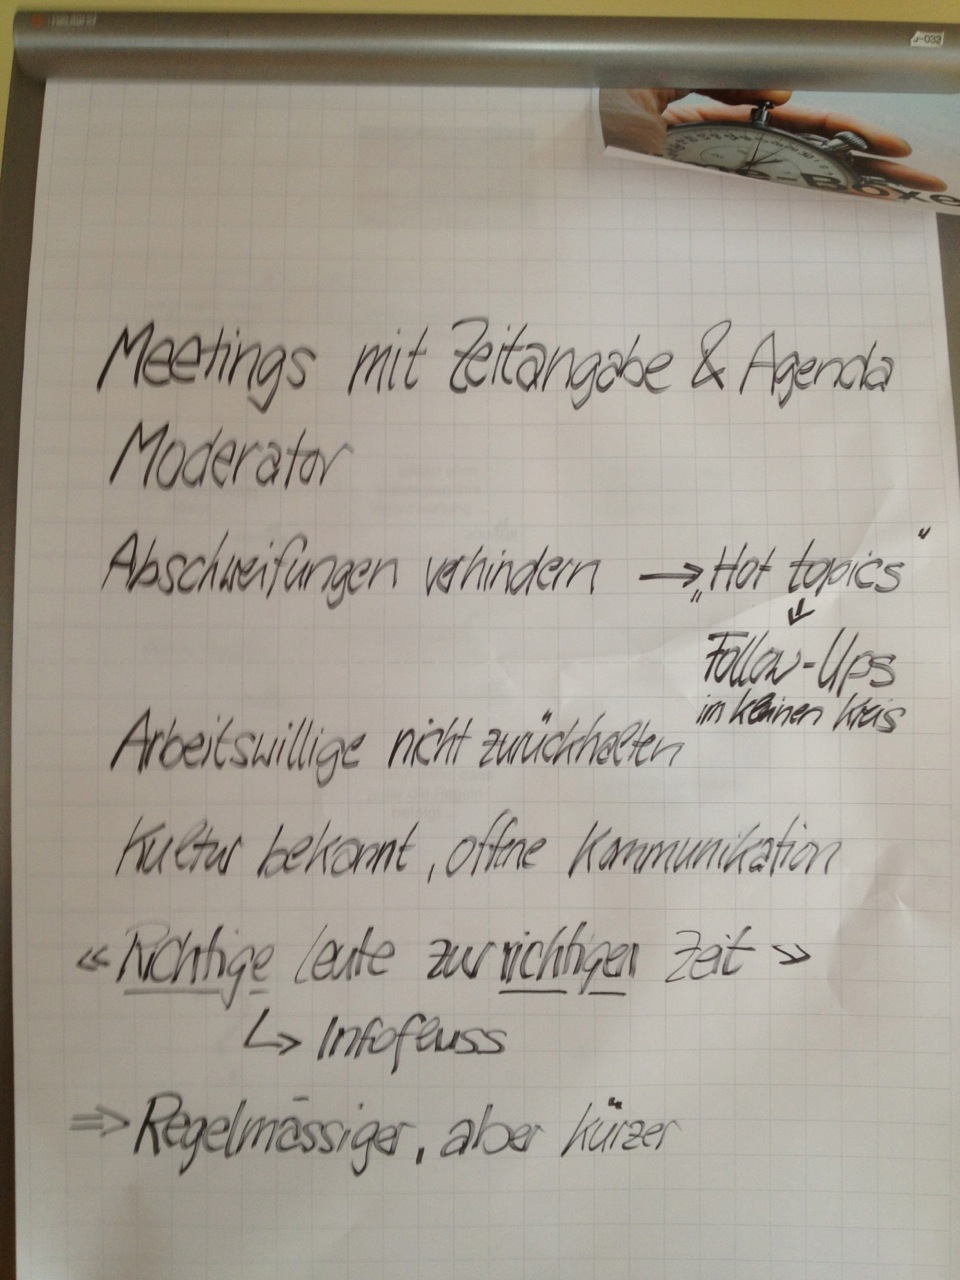 e-Boxe
Meetings mit Zeitangabe & Agenda
Moderator
Abschweifungen verhindern → „Hot topics"
↓
Follow-Ups
im kleinen Kreis
Arbeitswillige nicht zurückhalten
Kultur bekannt, offene Kommunikation
« Richtige Leute zur richtigen Zeit »
↳ Infofluss
⇒ Regelmässiger, aber kürzer